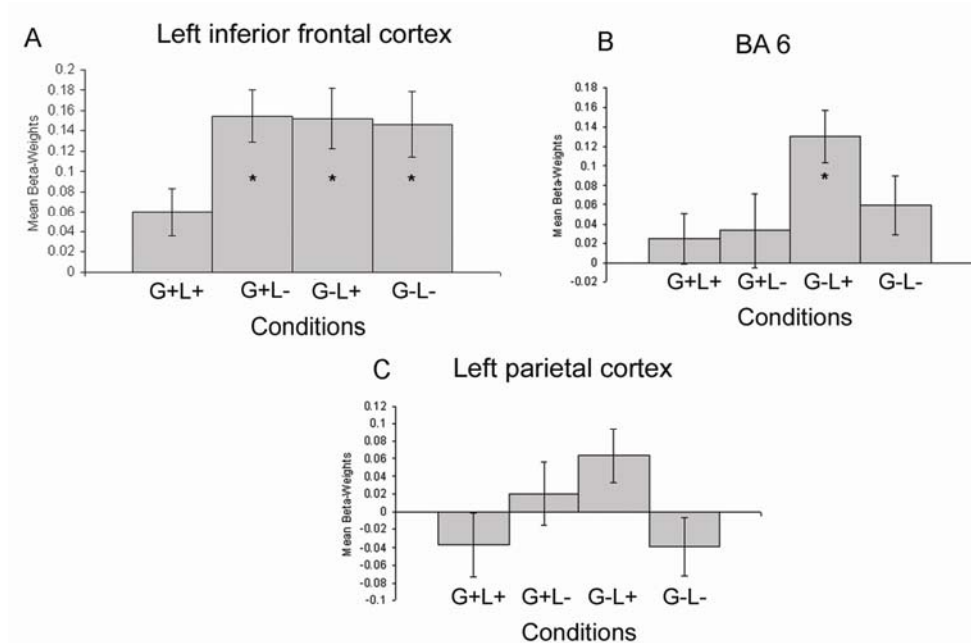 A
Left inferior frontal cortex
Mean Beta-Weights
0.2
0.18
0.16
0.14
0.12
0.1
0.08
0.06
0.04
0.02
0
* * *
G+L+ G+L- G-L+ G-L-
Conditions
B
BA 6
Mean Beta-Weights
0.18
0.16
0.14
0.12
0.1
0.08
0.06
0.04
0.02
0
-0.02
*
G+L+ G+L- G-L+ G-L-
Conditions
C
Left parietal cortex
Mean Beta-Weights
0.12
0.1
0.08
0.06
0.04
0.02
0
-0.02
-0.04
-0.06
-0.08
-0.1
G+L+ G+L- G-L+ G-L-
Conditions